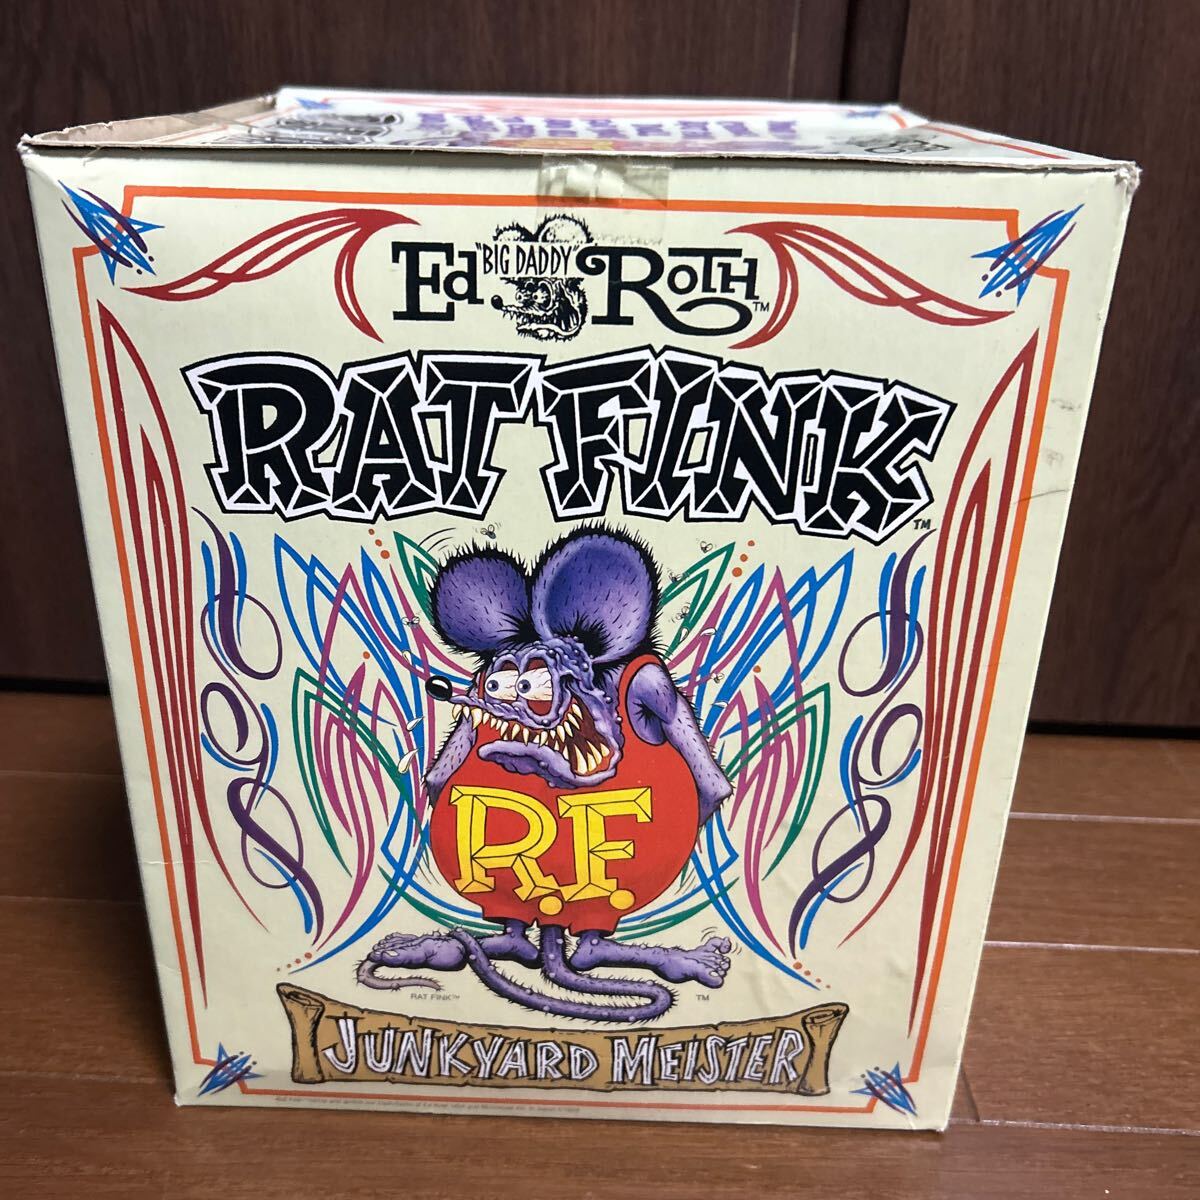 Ed "BIG DADDY" ROTH™
RAT FINK™
R.F.
RAT FINK™
TM
JUNKYARD MEISTER